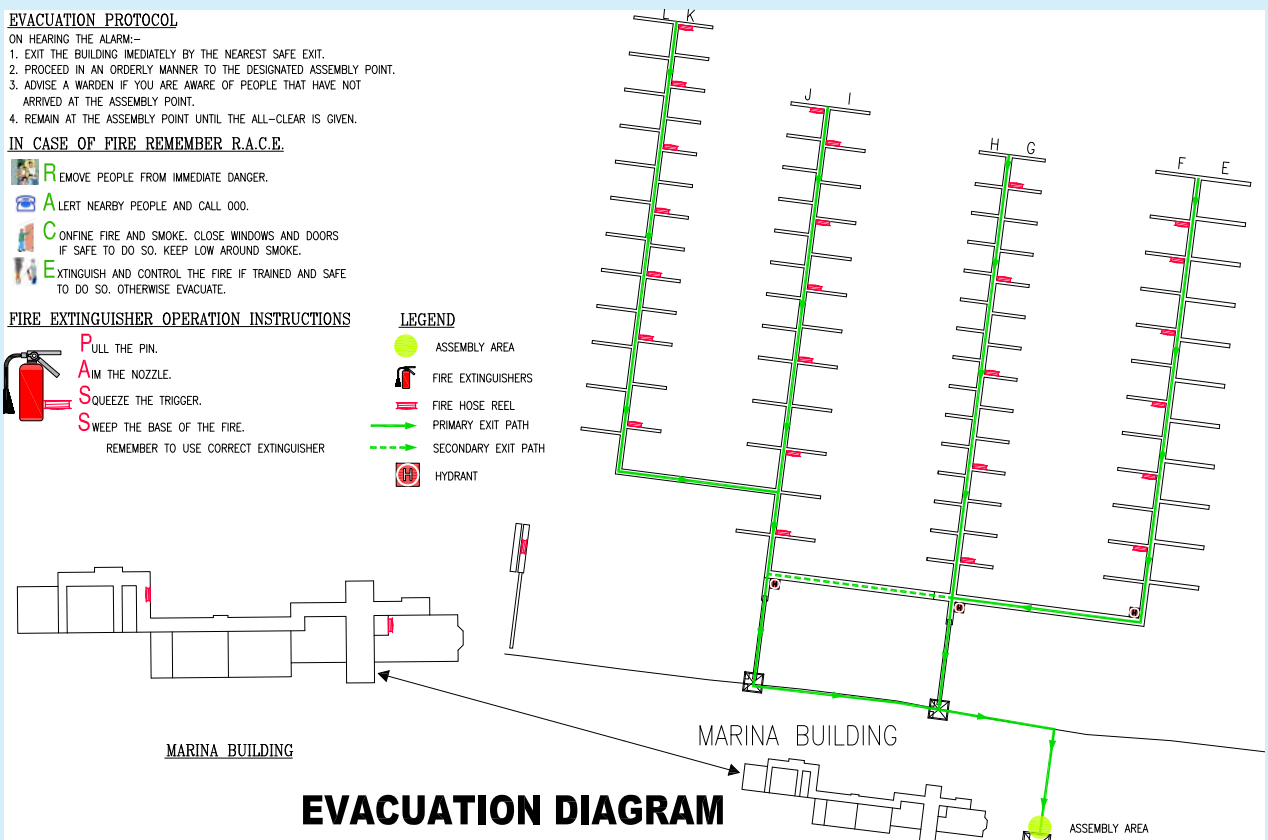 EVACUATION PROTOCOL
ON HEARING THE ALARM:-
1. EXIT THE BUILDING IMEDIATELY BY THE NEAREST SAFE EXIT.
2. PROCEED IN AN ORDERLY MANNER TO THE DESIGNATED ASSEMBLY POINT.
3. ADVISE A WARDEN IF YOU ARE AWARE OF PEOPLE THAT HAVE NOT
ARRIVED AT THE ASSEMBLY POINT.
4. REMAIN AT THE ASSEMBLY POINT UNTIL THE ALL-CLEAR IS GIVEN.
IN CASE OF FIRE REMEMBER R.A.C.E.
REMOVE PEOPLE FROM IMMEDIATE DANGER.
ALERT NEARBY PEOPLE AND CALL 000.
CONFINE FIRE AND SMOKE. CLOSE WINDOWS AND DOORS
IF SAFE TO DO SO. KEEP LOW AROUND SMOKE.
EXTINGUISH AND CONTROL THE FIRE IF TRAINED AND SAFE
TO DO SO. OTHERWISE EVACUATE.
FIRE EXTINGUISHER OPERATION INSTRUCTIONS
PULL THE PIN.
AIM THE NOZZLE.
SQUEEZE THE TRIGGER.
SWEEP THE BASE OF THE FIRE.
REMEMBER TO USE CORRECT EXTINGUISHER
LEGEND
ASSEMBLY AREA
FIRE EXTINGUISHERS
FIRE HOSE REEL
PRIMARY EXIT PATH
SECONDARY EXIT PATH
H HYDRANT
L K
J I
H G
F E
H
H
H
MARINA BUILDING
MARINA BUILDING
EVACUATION DIAGRAM
ASSEMBLY AREA